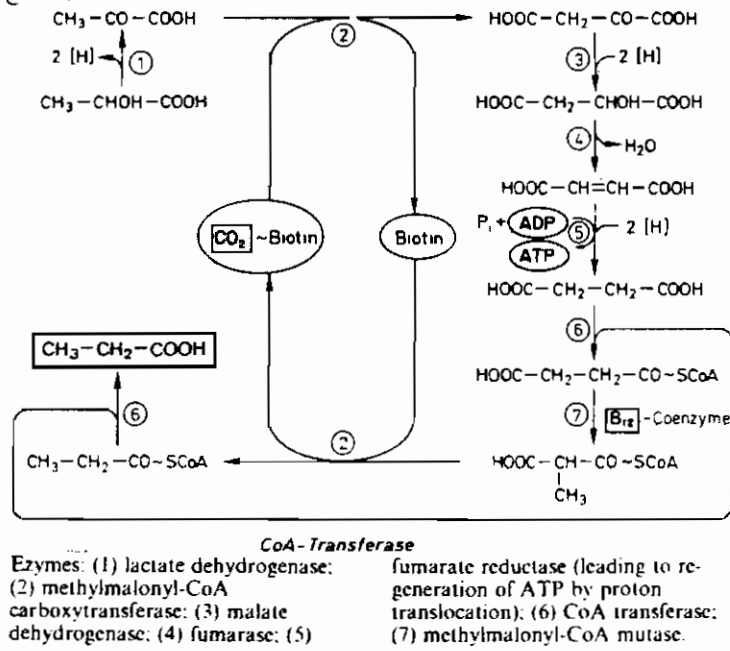 CH₃-CO-COOH
②
HOOC-CH₂-CO-COOH
2 [H]
①
③
2 [H]
CH₃-CHOH-COOH
HOOC-CH₂-CHOH-COOH
④
H₂O
HOOC-CH=CH-COOH
CO₂ ~Biotin
Biotin
Pᵢ + ADP
⑤
2 [H]
ATP
HOOC-CH₂-CH₂-COOH
⑥
CH₃-CH₂-COOH
HOOC-CH₂-CH₂-CO~SCoA
⑥
⑦
B₁₂ -Coenzyme
②
CH₃-CH₂-CO~SCoA
HOOC-CH-CO~SCoA
CH₃
CoA-Transferase
Ezymes: (1) lactate dehydrogenase;
(2) methylmalonyl-CoA
carboxytransferase; (3) malate
dehydrogenase; (4) fumarase; (5)
fumarate reductase (leading to re-
generation of ATP by proton
translocation); (6) CoA transferase;
(7) methylmalonyl-CoA mutase.